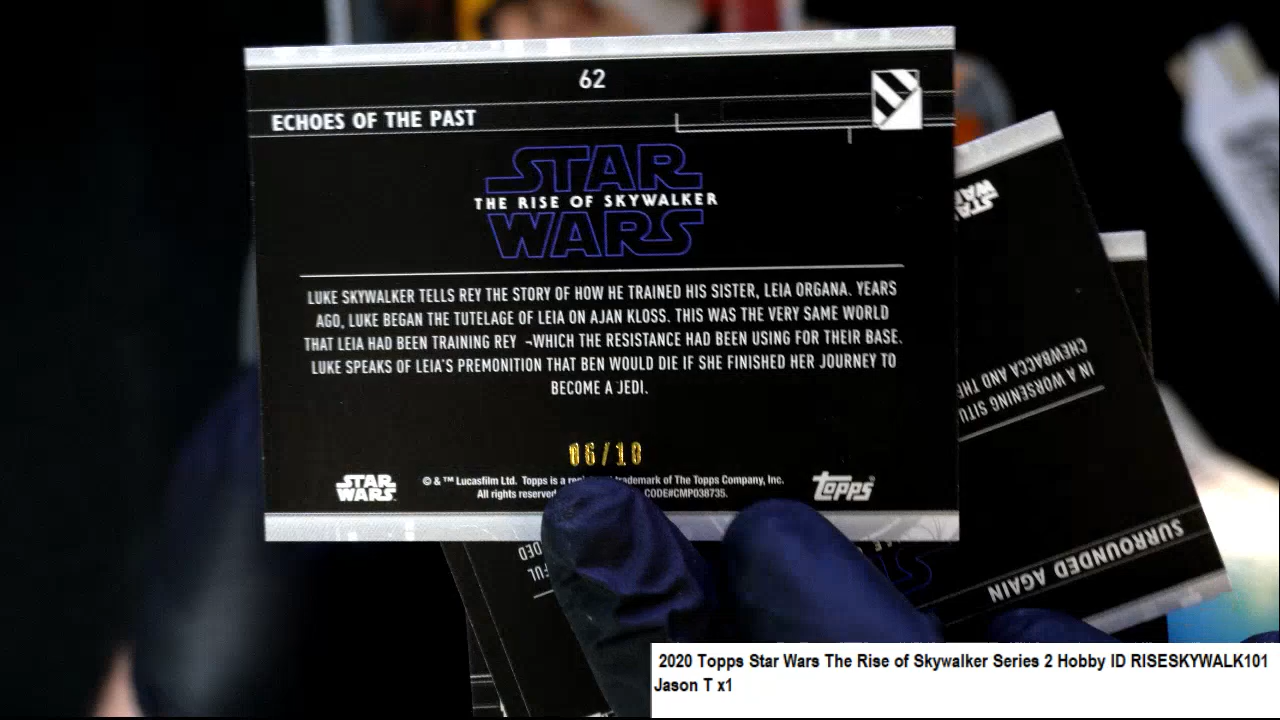 62
ECHOES OF THE PAST
STAR
THE RISE OF SKYWALKER
WARS
LUKE SKYWALKER TELLS REY THE STORY OF HOW HE TRAINED HIS SISTER, LEIA ORGANA. YEARS
AGO, LUKE BEGAN THE TUTELAGE OF LEIA ON AJAN KLOSS. THIS WAS THE VERY SAME WORLD
THAT LEIA HAD BEEN TRAINING REY ¬WHICH THE RESISTANCE HAD BEEN USING FOR THEIR BASE.
LUKE SPEAKS OF LEIA'S PREMONITION THAT BEN WOULD DIE IF SHE FINISHED HER JOURNEY TO
BECOME A JEDI.
06/10
STAR
WARS
© & ™ Lucasfilm Ltd. Topps is a trademark of The Topps Company, Inc.
All rights CODE#CMP038735.
Topps
STAR
WARS
SURROUNDED AGAIN
IN A WORSENING
CHEWBACCA AND
2020 Topps Star Wars The Rise of Skywalker Series 2 Hobby ID RISESKYWALK101
Jason T x1